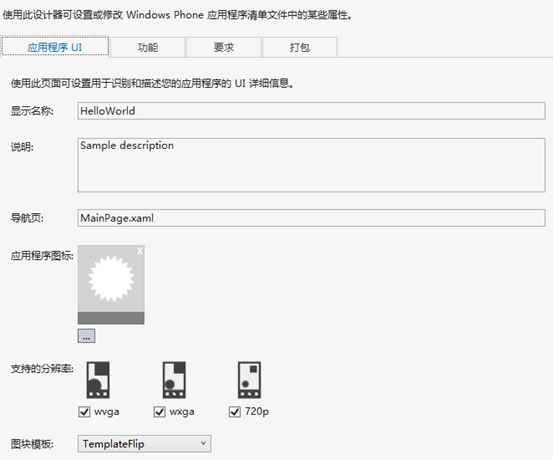 使用此设计器可设置或修改 Windows Phone 应用程序清单文件中的某些属性。
应用程序 UI 功能 要求 打包
使用此页面可设置用于识别和描述您的应用程序的 UI 详细信息。
显示名称: HelloWorld
说明: Sample description
导航页: MainPage.xaml
应用程序图标: X
...
支持的分辨率:
wvga wxga 720p
图块模板: TemplateFlip